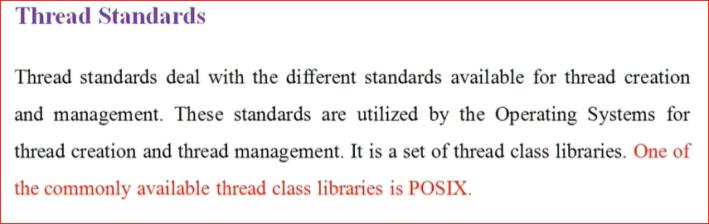 Thread Standards
Thread standards deal with the different standards available for thread creation
and management. These standards are utilized by the Operating Systems for
thread creation and thread management. It is a set of thread class libraries. One of
the commonly available thread class libraries is POSIX.